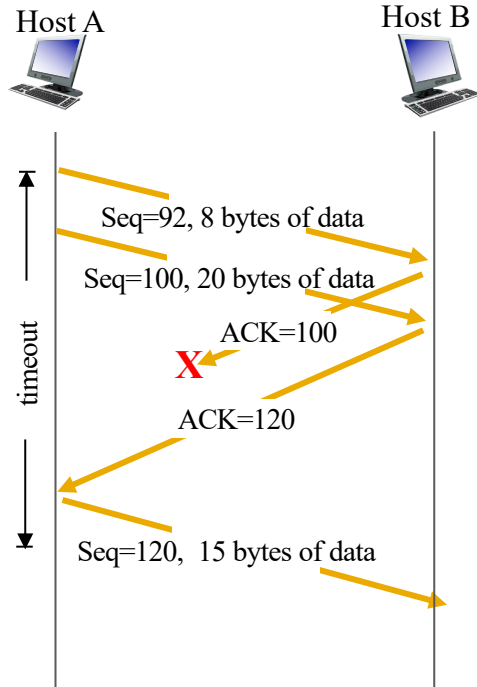 Host A
Host B
Seq=92, 8 bytes of data
Seq=100, 20 bytes of data
ACK=100
X
timeout
ACK=120
Seq=120, 15 bytes of data